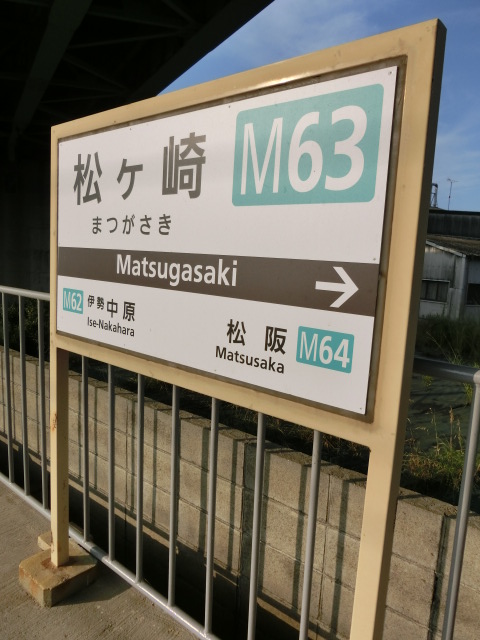 松ヶ崎 M63
まつがさき
Matsugasaki
M62 伊勢中原
Ise-Nakahara
松阪 M64
Matsusaka